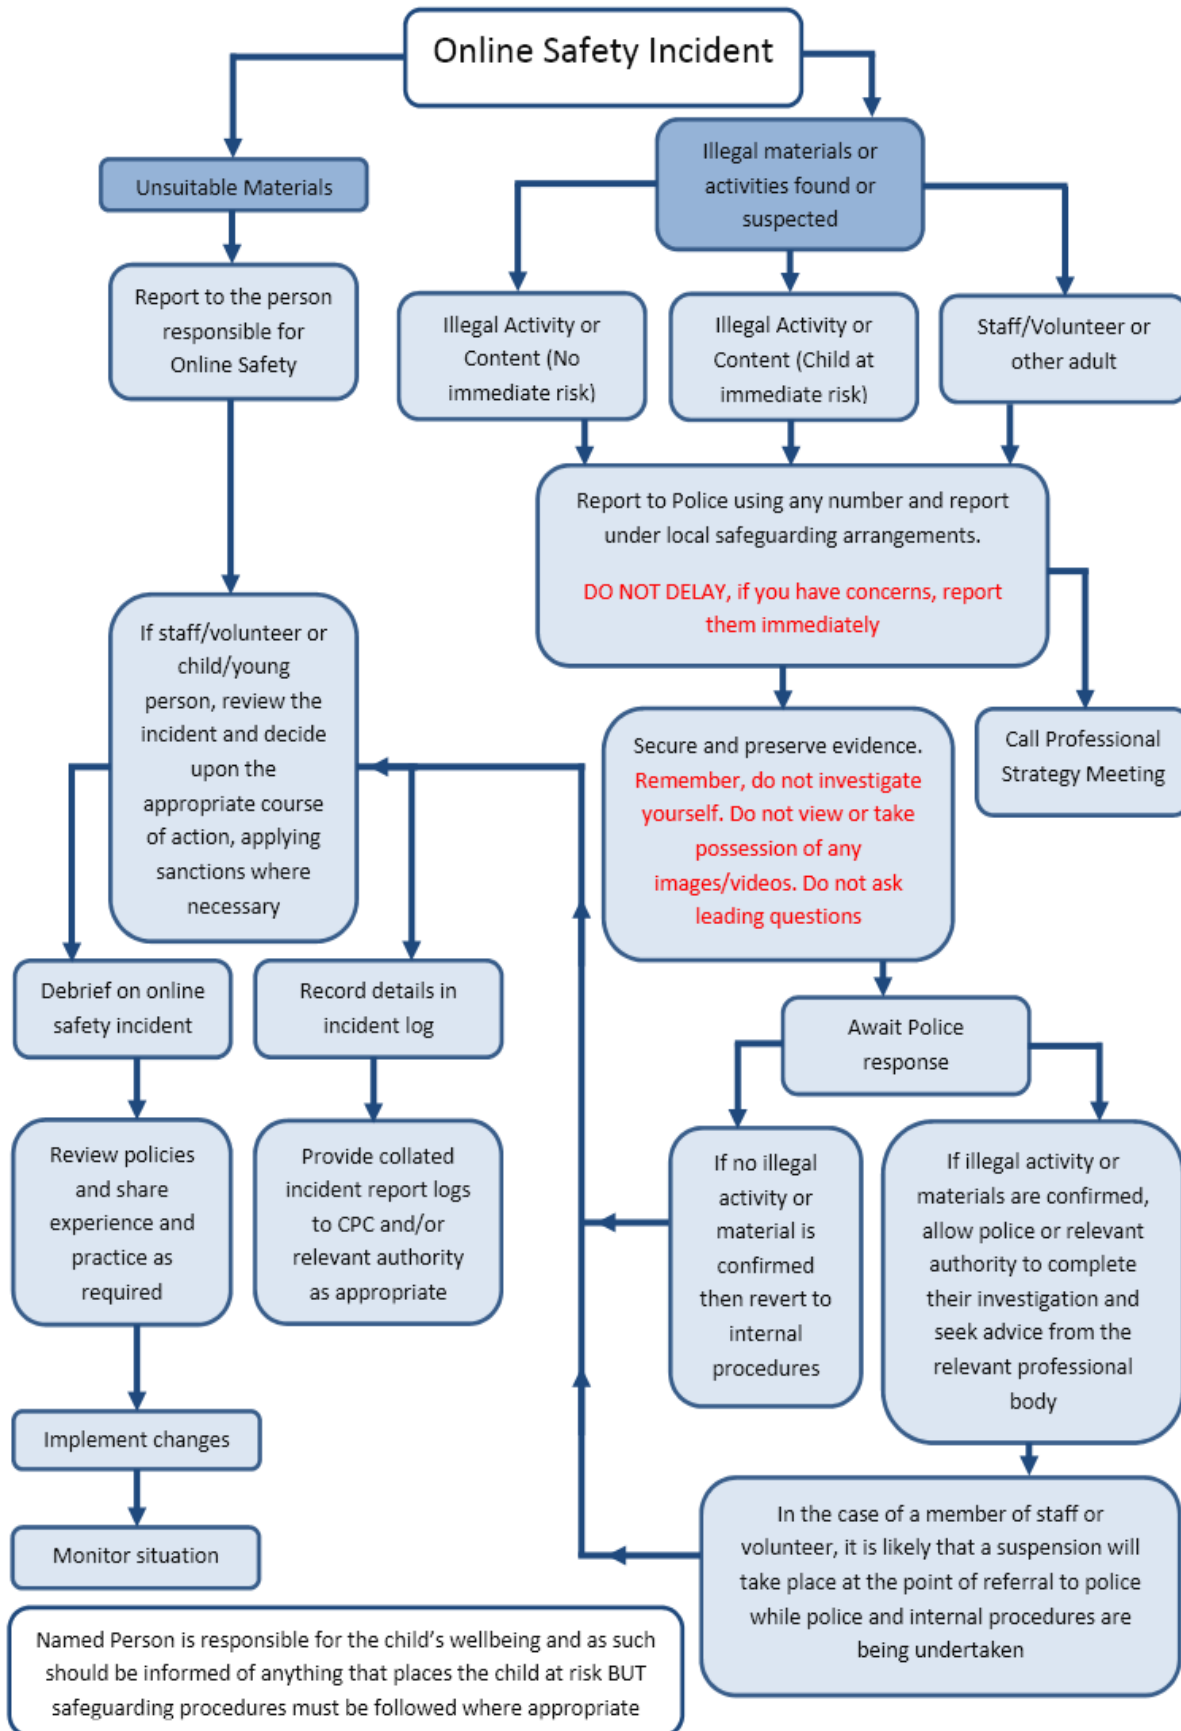 Online Safety Incident
Unsuitable Materials
Report to the person
responsible for
Online Safety
Illegal materials or
activities found or
suspected
Illegal Activity or
Content (No
immediate risk)
Illegal Activity or
Content (Child at
immediate risk)
Staff/Volunteer or
other adult
Report to Police using any number and report
under local safeguarding arrangements.
DO NOT DELAY, if you have concerns, report
them immediately
Call Professional
Strategy Meeting
Secure and preserve evidence.
Remember, do not investigate
yourself. Do not view or take
possession of any
images/videos. Do not ask
leading questions
If staff/volunteer or
child/young
person, review the
incident and decide
upon the
appropriate course
of action, applying
sanctions where
necessary
Debrief on online
safety incident
Record details in
incident log
Await Police
response
Review policies
and share
experience and
practice as
required
Provide collated
incident report logs
to CPC and/or
relevant authority
as appropriate
If no illegal
activity or
material is
confirmed
then revert to
internal
procedures
If illegal activity or
materials are confirmed,
allow police or relevant
authority to complete
their investigation and
seek advice from the
relevant professional
body
Implement changes
Monitor situation
In the case of a member of staff or
volunteer, it is likely that a suspension will
take place at the point of referral to police
while police and internal procedures are
being undertaken
Named Person is responsible for the child’s wellbeing and as such
should be informed of anything that places the child at risk BUT
safeguarding procedures must be followed where appropriate